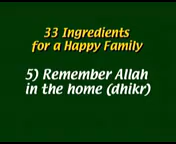 33 Ingredients
for a Happy Family
5) Remember Allah
in the home (dhikr)